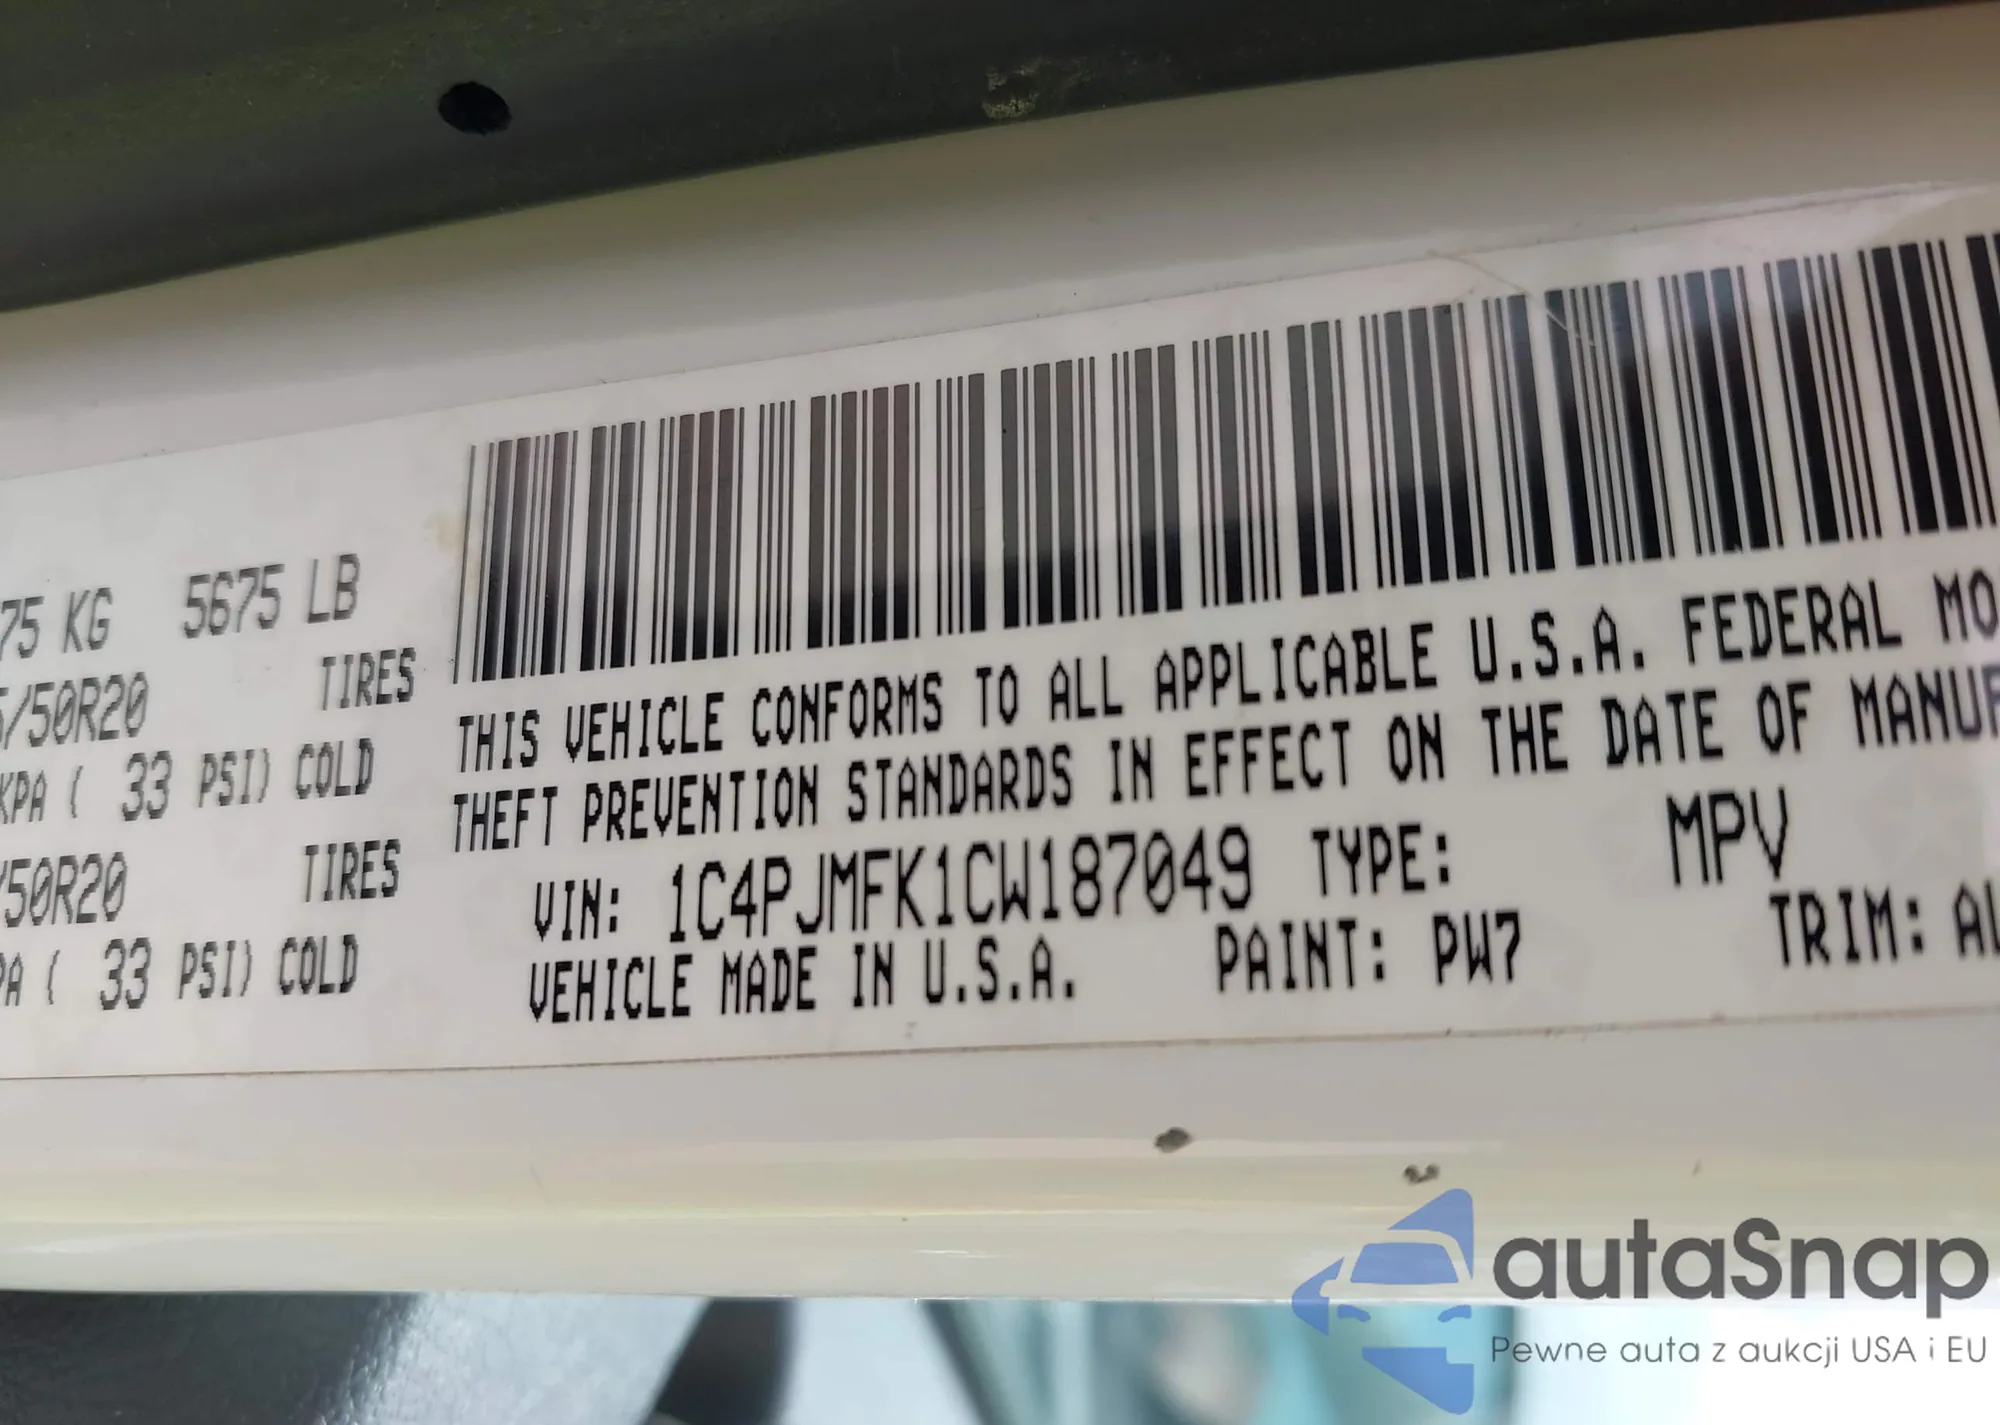 75 KG 5675 LB
/50R20 TIRES
KPA ( 33 PSI) COLD
/50R20 TIRES
PA ( 33 PSI) COLD
THIS VEHICLE CONFORMS TO ALL APPLICABLE U.S.A. FEDERAL MO
THEFT PREVENTION STANDARDS IN EFFECT ON THE DATE OF MANUF
VIN: 1C4PJMFK1CW187049 TYPE: MPV
VEHICLE MADE IN U.S.A. PAINT: PW7 TRIM: AL
autaSnap
Pewne auta z aukcji USA i EU